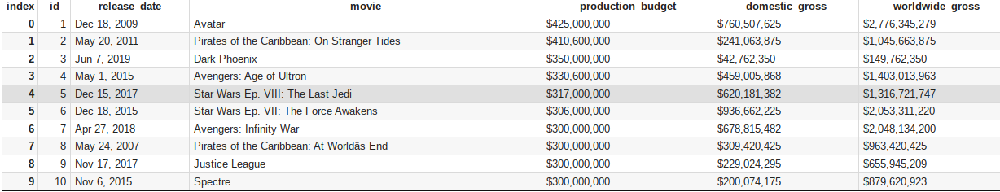 index id release_date movie production_budget domestic_gross worldwide_gross
0 1 Dec 18, 2009 Avatar $425,000,000 $760,507,625 $2,776,345,279
1 2 May 20, 2011 Pirates of the Caribbean: On Stranger Tides $410,600,000 $241,063,875 $1,045,663,875
2 3 Jun 7, 2019 Dark Phoenix $350,000,000 $42,762,350 $149,762,350
3 4 May 1, 2015 Avengers: Age of Ultron $330,600,000 $459,005,868 $1,403,013,963
4 5 Dec 15, 2017 Star Wars Ep. VIII: The Last Jedi $317,000,000 $620,181,382 $1,316,721,747
5 6 Dec 18, 2015 Star Wars Ep. VII: The Force Awakens $306,000,000 $936,662,225 $2,053,311,220
6 7 Apr 27, 2018 Avengers: Infinity War $300,000,000 $678,815,482 $2,048,134,200
7 8 May 24, 2007 Pirates of the Caribbean: At Worldâs End $300,000,000 $309,420,425 $963,420,425
8 9 Nov 17, 2017 Justice League $300,000,000 $229,024,295 $655,945,209
9 10 Nov 6, 2015 Spectre $300,000,000 $200,074,175 $879,620,923